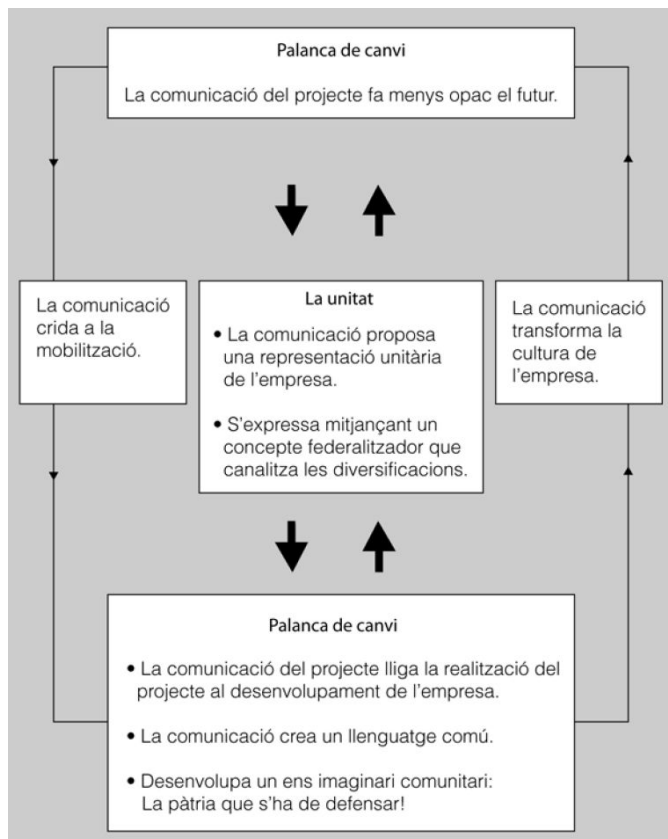 Palanca de canvi
La comunicació del projecte fa menys opac el futur.
La comunicació
crida a la
mobilització.
La unitat
• La comunicació proposa
una representació unitària
de l'empresa.
• S'expressa mitjançant un
concepte federalitzador que
canalitza les diversificacions.
La comunicació
transforma la
cultura de
l'empresa.
Palanca de canvi
• La comunicació del projecte lliga la realització del
projecte al desenvolupament de l'empresa.
• La comunicació crea un llenguatge comú.
• Desenvolupa un ens imaginari comunitari:
La pàtria que s'ha de defensar!